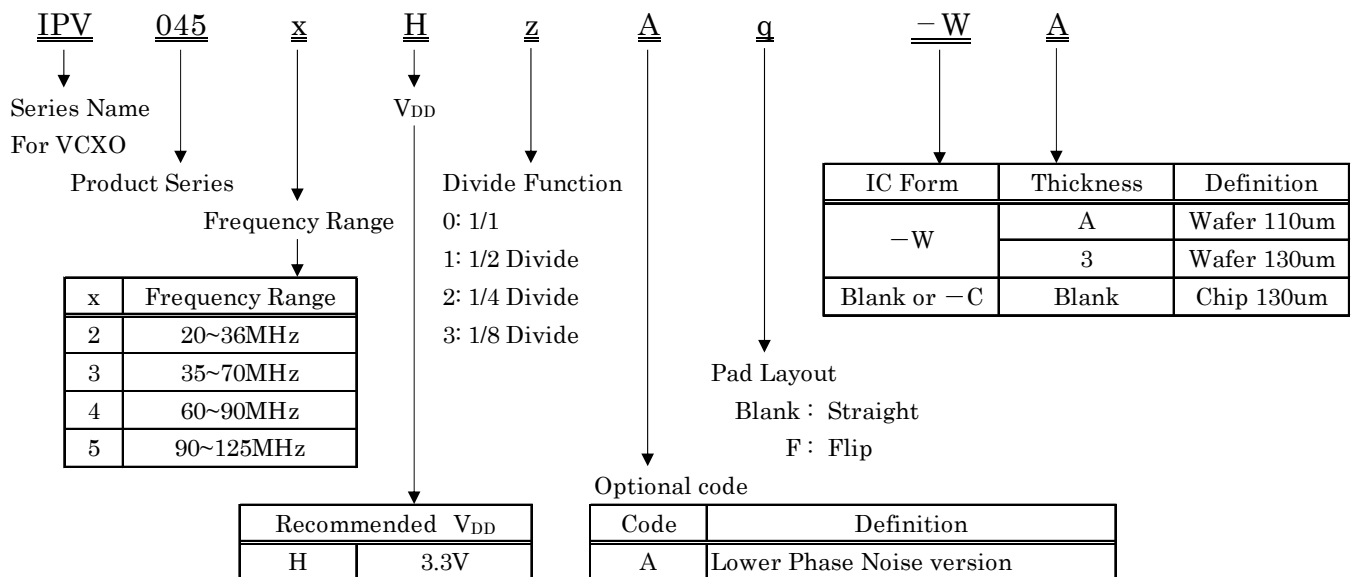 IPV 045 x H z A q －W A
Series Name
For VCXO
VDD
Product Series
Divide Function
0: 1/1
1: 1/2 Divide
2: 1/4 Divide
3: 1/8 Divide
Frequency Range
x Frequency Range
2 20~36MHz
3 35~70MHz
4 60~90MHz
5 90~125MHz
IC Form Thickness Definition
－W A Wafer 110um
3 Wafer 130um
Blank or －C Blank Chip 130um
Pad Layout
Blank : Straight
F : Flip
Optional code
Recommended VDD
H 3.3V
Code Definition
A Lower Phase Noise version